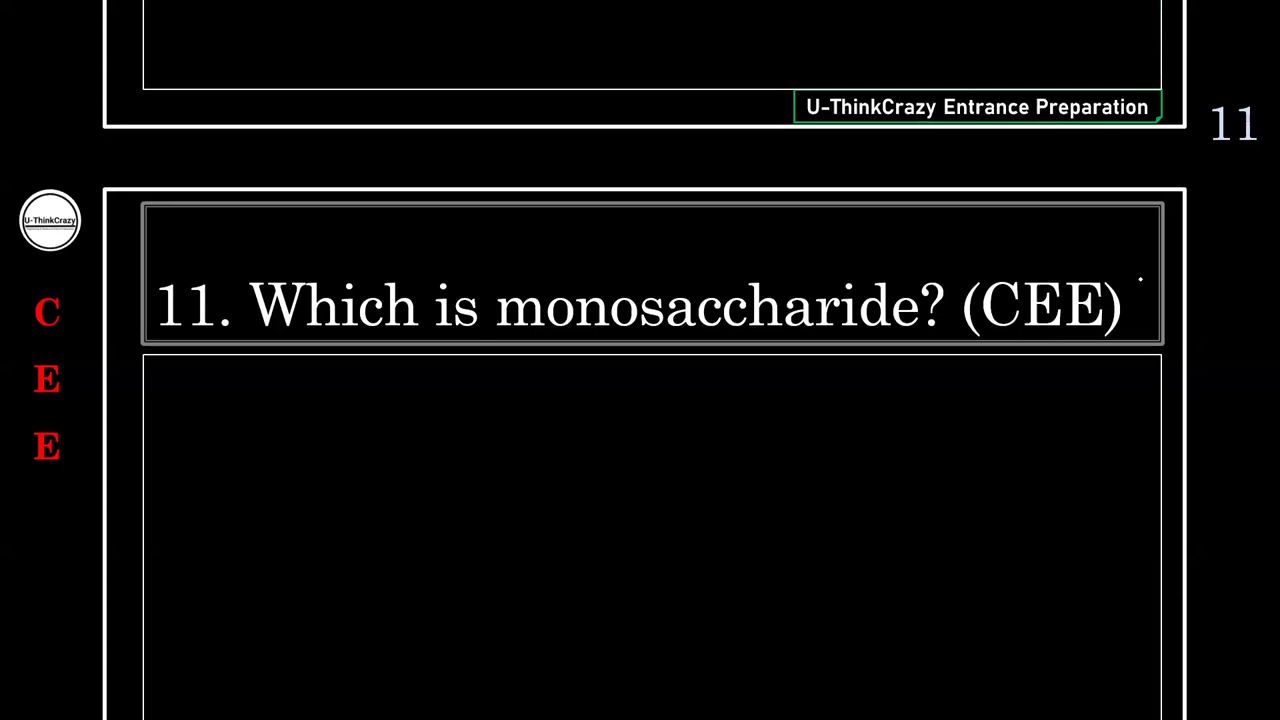 U-ThinkCrazy Entrance Preparation
11
U-ThinkCrazy
11. Which is monosaccharide? (CEE)
C
E
E